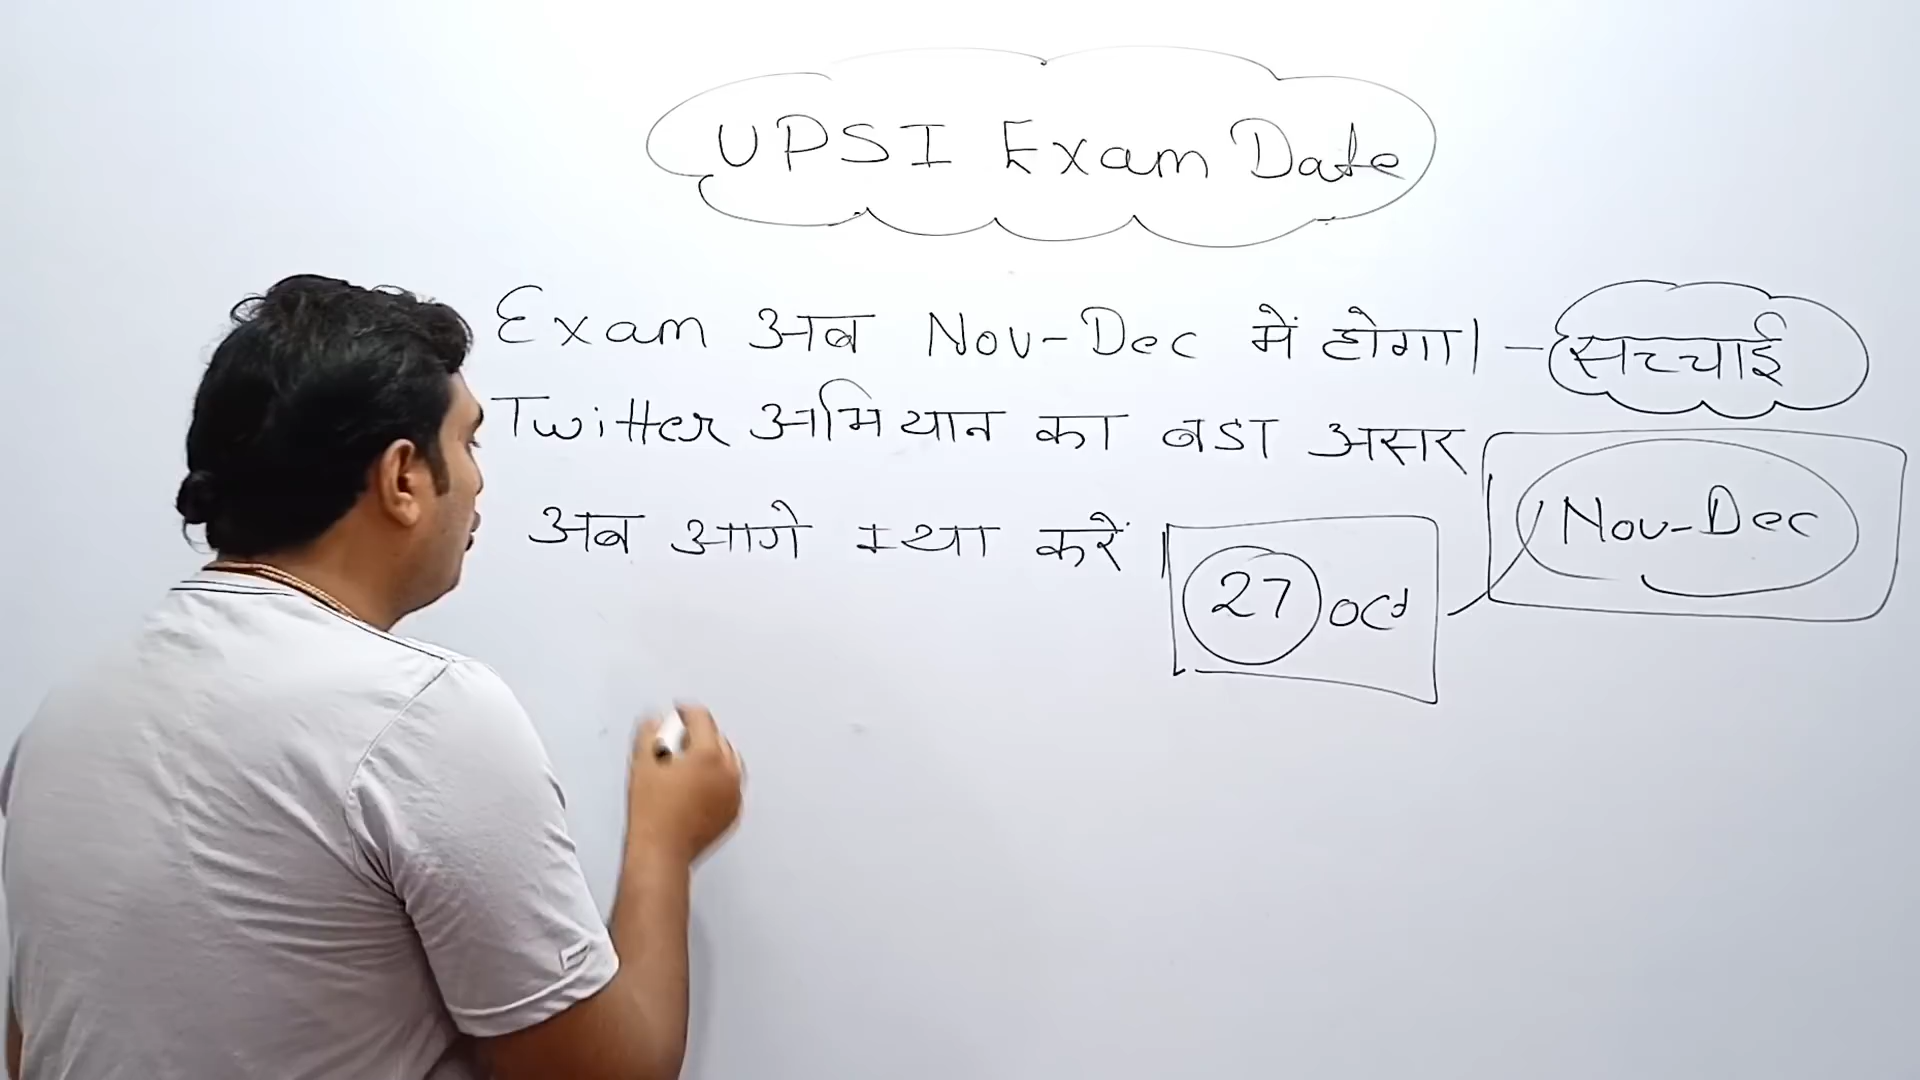 UPSI Exam Date
Exam अब Nov-Dec में होगा। - सच्चाई
Twitter अभियान का बडा असर
Nov-Dec
अब आगे क्या करें।
27 oct